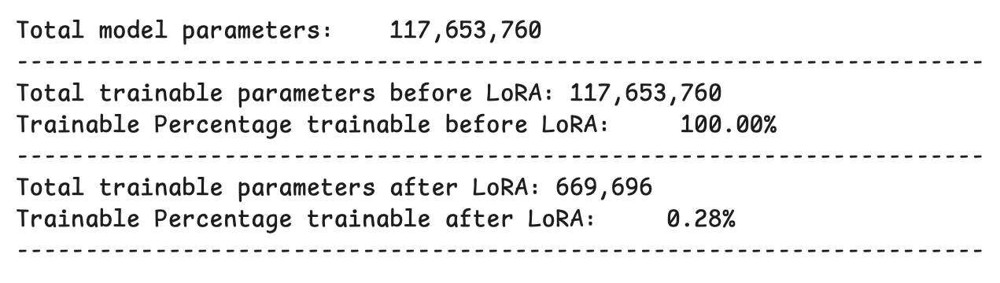 Total model parameters: 117,653,760
----------------------------------------------------------------------
Total trainable parameters before LoRA: 117,653,760
Trainable Percentage trainable before LoRA: 100.00%
----------------------------------------------------------------------
Total trainable parameters after LoRA: 669,696
Trainable Percentage trainable after LoRA: 0.28%
----------------------------------------------------------------------